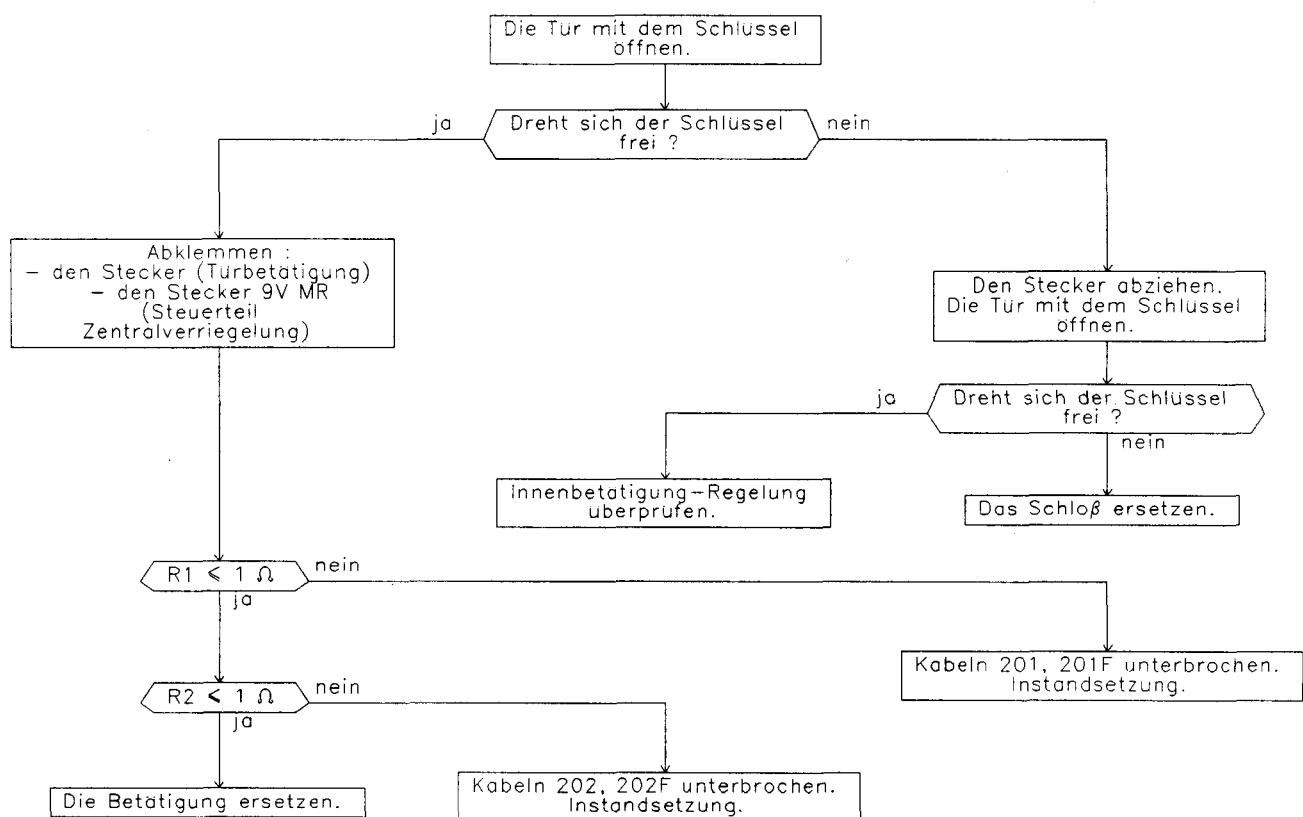 Die Tür mit dem Schlüssel
öffnen.
Dreht sich der Schlüssel
frei ?
ja
nein
Abklemmen :
– den Stecker (Türbetätigung)
– den Stecker 9V MR
(Steuerteil
Zentralverriegelung)
Den Stecker abziehen.
Die Tür mit dem Schlüssel
öffnen.
Dreht sich der Schlüssel
frei ?
ja
nein
Innenbetätigung–Regelung
überprüfen.
Das Schloß ersetzen.
R1 ⩽ 1 Ω
nein
ja
Kabeln 201, 201F unterbrochen.
Instandsetzung.
R2 ⩽ 1 Ω
nein
ja
Kabeln 202, 202F unterbrochen.
Instandsetzung.
Die Betätigung ersetzen.